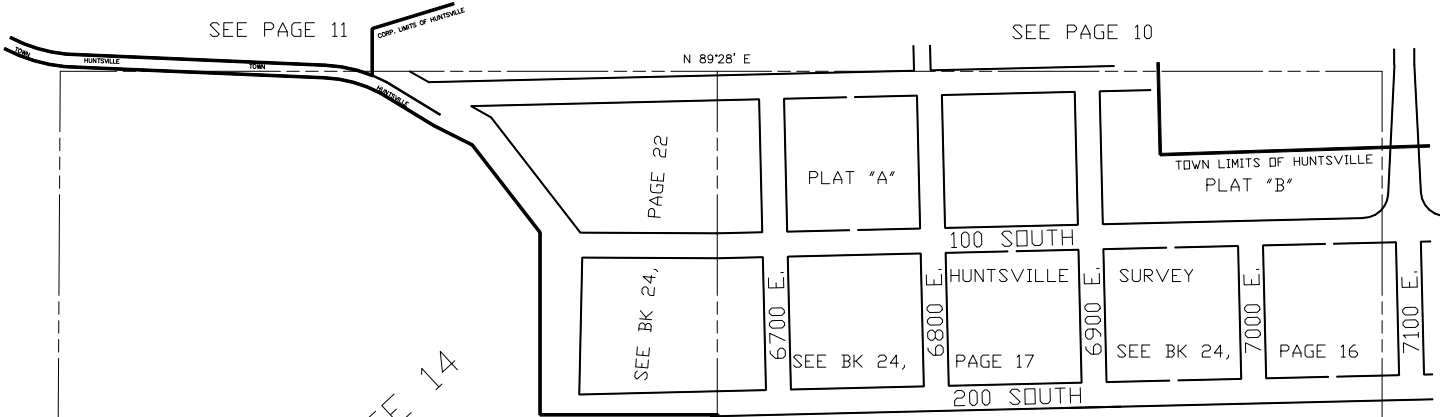 SEE PAGE 11
CORP. LIMITS OF HUNTSVILLE
SEE PAGE 10
TOWN
HUNTSVILLE
TOWN
HUNTSVILLE
N 89°28' E
PAGE 22
PLAT "A"
TOWN LIMITS OF HUNTSVILLE
PLAT "B"
100 SOUTH
HUNTSVILLE SURVEY
SEE BK 24,
6700 E.
6800 E.
6900 E.
7000 E.
7100 E.
SEE BK 24, PAGE 17
SEE BK 24, PAGE 16
14
200 SOUTH